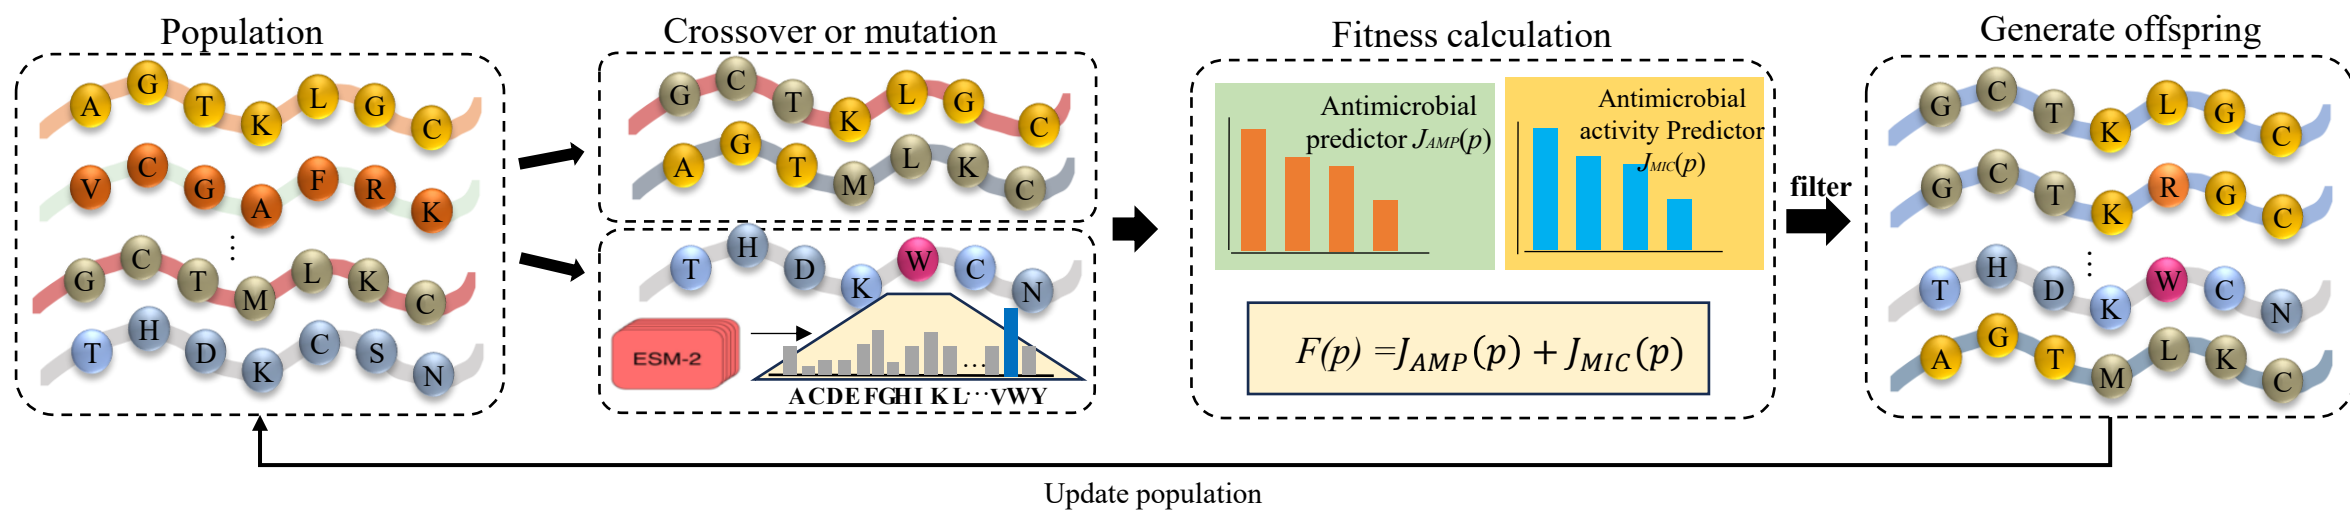 Population
A G T K L G C
V C G A F R K
⋮
G C T M L K C
T H D K C S N
Crossover or mutation
G C T K L G C
A G T M L K C
T H D K W C N
ESM-2
...
A C D E F G H I K L ... V W Y
Fitness calculation
Antimicrobial
predictor J_AMP(p)
Antimicrobial
activity Predictor
J_MIC(p)
F(p) = J_AMP(p) + J_MIC(p)
filter
Generate offspring
G C T K L G C
G C T K R G C
⋮
T H D K W C N
A G T M L K C
Update population